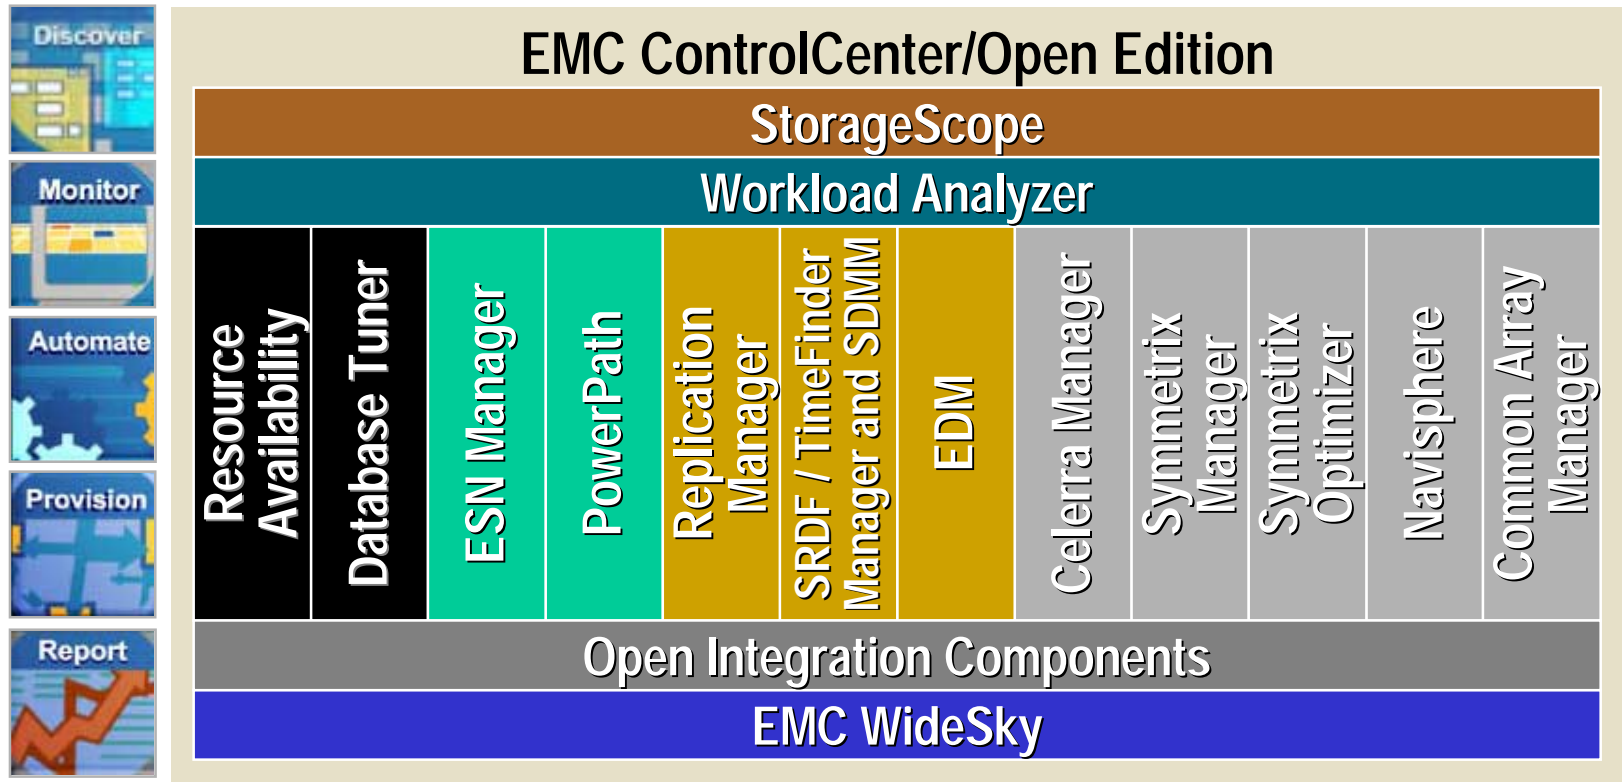 Discover
Monitor
Automate
Provision
Report
EMC ControlCenter/Open Edition
StorageScope
Workload Analyzer
Resource
Availability
Database Tuner
ESN Manager
PowerPath
Replication
Manager
SRDF / TimeFinder
Manager and SDMM
EDM
Celerra Manager
Symmetrix
Manager
Symmetrix
Optimizer
Navisphere
Common Array
Manager
Open Integration Components
EMC WideSky